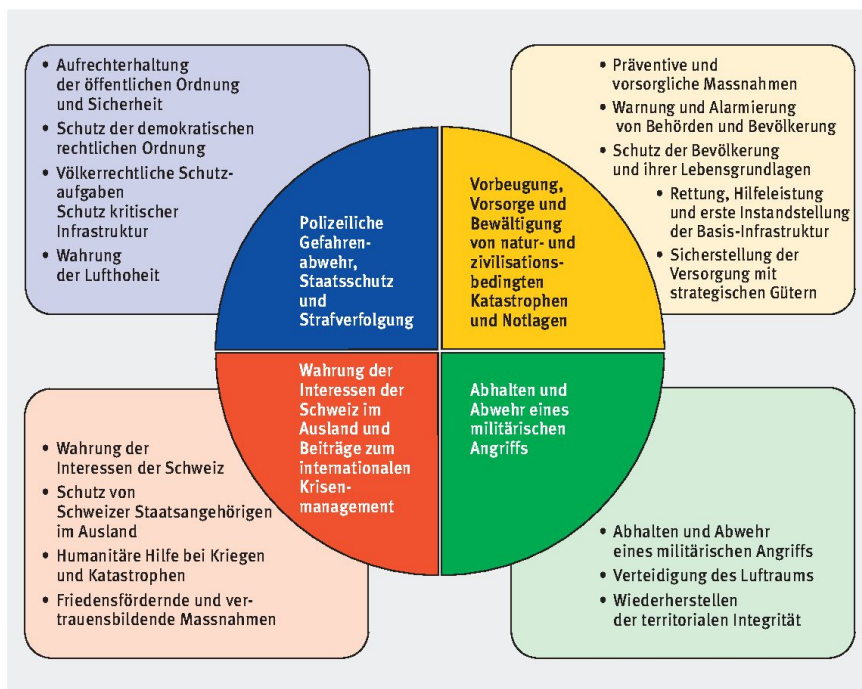 • Aufrechterhaltung
der öffentlichen Ordnung
und Sicherheit
• Schutz der demokratischen
rechtlichen Ordnung
• Völkerrechtliche Schutz-
aufgaben
Schutz kritischer
Infrastruktur
• Wahrung
der Lufthoheit
Polizeiliche
Gefahren-
abwehr,
Staatsschutz
und
Strafverfolgung
Vorbeugung,
Vorsorge und
Bewältigung
von natur- und
zivilisations-
bedingten
Katastrophen
und Notlagen
• Präventive und
vorsorgliche Massnahmen
• Warnung und Alarmierung
von Behörden und Bevölkerung
• Schutz der Bevölkerung
und ihrer Lebensgrundlagen
• Rettung, Hilfeleistung
und erste Instandstellung
der Basis-Infrastruktur
• Sicherstellung der
Versorgung mit
strategischen Gütern
• Wahrung der
Interessen der Schweiz
• Schutz von
Schweizer Staatsangehörigen
im Ausland
• Humanitäre Hilfe bei Kriegen
und Katastrophen
• Friedensfördernde und ver-
trauensbildende Massnahmen
Wahrung der
Interessen der
Schweiz im
Ausland und
Beiträge zum
internationalen
Krisen-
management
Abhalten und
Abwehr eines
militärischen
Angriffs
• Abhalten und Abwehr
eines militärischen Angriffs
• Verteidigung des Luftraums
• Wiederherstellen
der territorialen Integrität